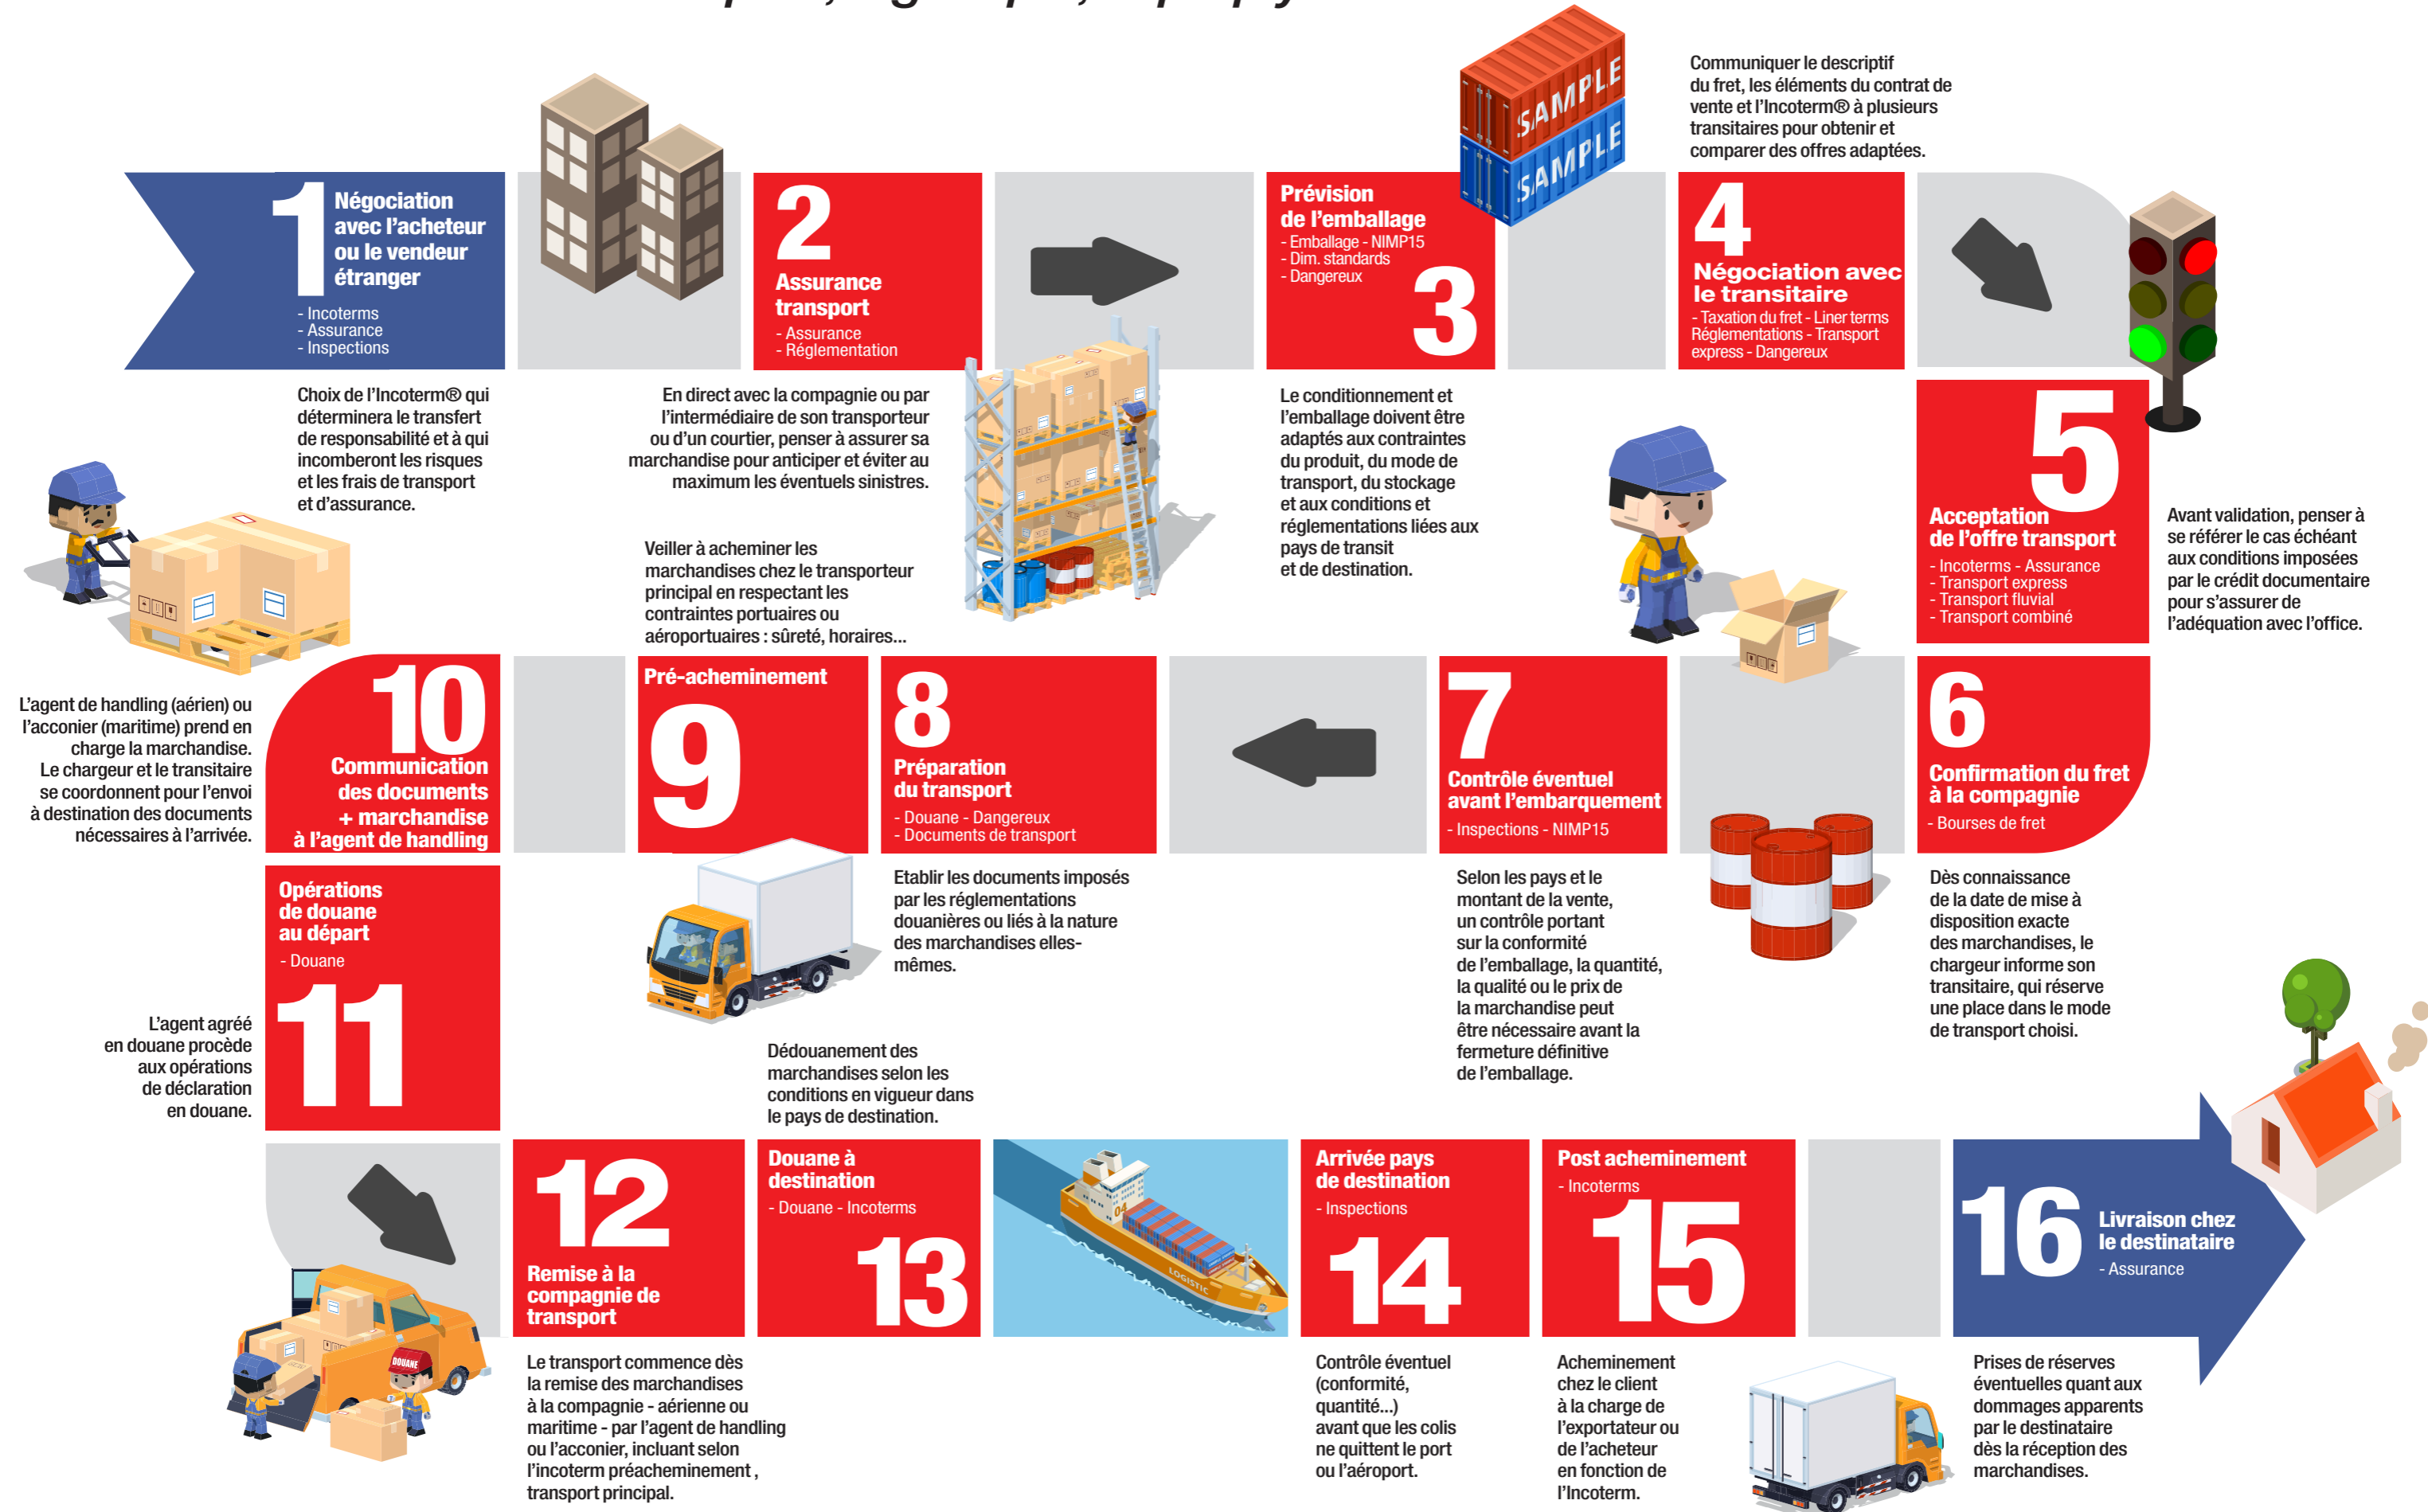 SAMPLE
SAMPLE
1
Négociation
avec l'acheteur
ou le vendeur
étranger
- Incoterms
- Assurance
- Inspections
Choix de l'Incoterm® qui
déterminera le transfert
de responsabilité et à qui
incomberont les risques
et les frais de transport
et d'assurance.
2
Assurance
transport
- Assurance
- Réglementation
En direct avec la compagnie ou par
l'intermédiaire de son transporteur
ou d'un courtier, penser à assurer sa
marchandise pour anticiper et éviter au
maximum les éventuels sinistres.
Prévision
de l'emballage
- Emballage - NIMP15
- Dim. standards
- Dangereux
3
Le conditionnement et
l'emballage doivent être
adaptés aux contraintes
du produit, du mode de
transport, du stockage
et aux conditions et
réglementations liées aux
pays de transit
et de destination.
Communiquer le descriptif
du fret, les éléments du contrat de
vente et l'Incoterm® à plusieurs
transitaires pour obtenir et
comparer des offres adaptées.
4
Négociation avec
le transitaire
- Taxation du fret - Liner terms
Réglementations - Transport
express - Dangereux
5
Acceptation
de l'offre transport
- Incoterms - Assurance
- Transport express
- Transport fluvial
- Transport combiné
Avant validation, penser à
se référer le cas échéant
aux conditions imposées
par le crédit documentaire
pour s'assurer de
l'adéquation avec l'office.
6
Confirmation du fret
à la compagnie
- Bourses de fret
Dès connaissance
de la date de mise à
disposition exacte
des marchandises, le
chargeur informe son
transitaire, qui réserve
une place dans le mode
de transport choisi.
7
Contrôle éventuel
avant l'embarquement
- Inspections - NIMP15
Selon les pays et le
montant de la vente,
un contrôle portant
sur la conformité
de l'emballage, la quantité,
la qualité ou le prix de
la marchandise peut
être nécessaire avant la
fermeture définitive
de l'emballage.
8
Préparation
du transport
- Douane - Dangereux
- Documents de transport
Etablir les documents imposés
par les réglementations
douanières ou liés à la nature
des marchandises elles-
mêmes.
Veiller à acheminer les
marchandises chez le transporteur
principal en respectant les
contraintes portuaires ou
aéroportuaires : sûreté, horaires...
Pré-acheminement
9
10
Communication
des documents
+ marchandise
à l'agent de handling
L'agent de handling (aérien) ou
l'acconier (maritime) prend en
charge la marchandise.
Le chargeur et le transitaire
se coordonnent pour l'envoi
à destination des documents
nécessaires à l'arrivée.
Opérations
de douane
au départ
- Douane
11
L'agent agréé
en douane procède
aux opérations
de déclaration
en douane.
DOUANE
12
Remise à la
compagnie de
transport
Le transport commence dès
la remise des marchandises
à la compagnie - aérienne ou
maritime - par l'agent de handling
ou l'acconier, incluant selon
l'incoterm préacheminement ,
transport principal.
Dédouanement des
marchandises selon les
conditions en vigueur dans
le pays de destination.
Douane à
destination
- Douane - Incoterms
13
04
LOGISTIC
Arrivée pays
de destination
- Inspections
14
Contrôle éventuel
(conformité,
quantité...)
avant que les colis
ne quittent le port
ou l'aéroport.
Post acheminement
- Incoterms
15
Acheminement
chez le client
à la charge de
l'exportateur ou
de l'acheteur
en fonction de
l'Incoterm.
16
Livraison chez
le destinataire
- Assurance
Prises de réserves
éventuelles quant aux
dommages apparents
par le destinataire
dès la réception des
marchandises.